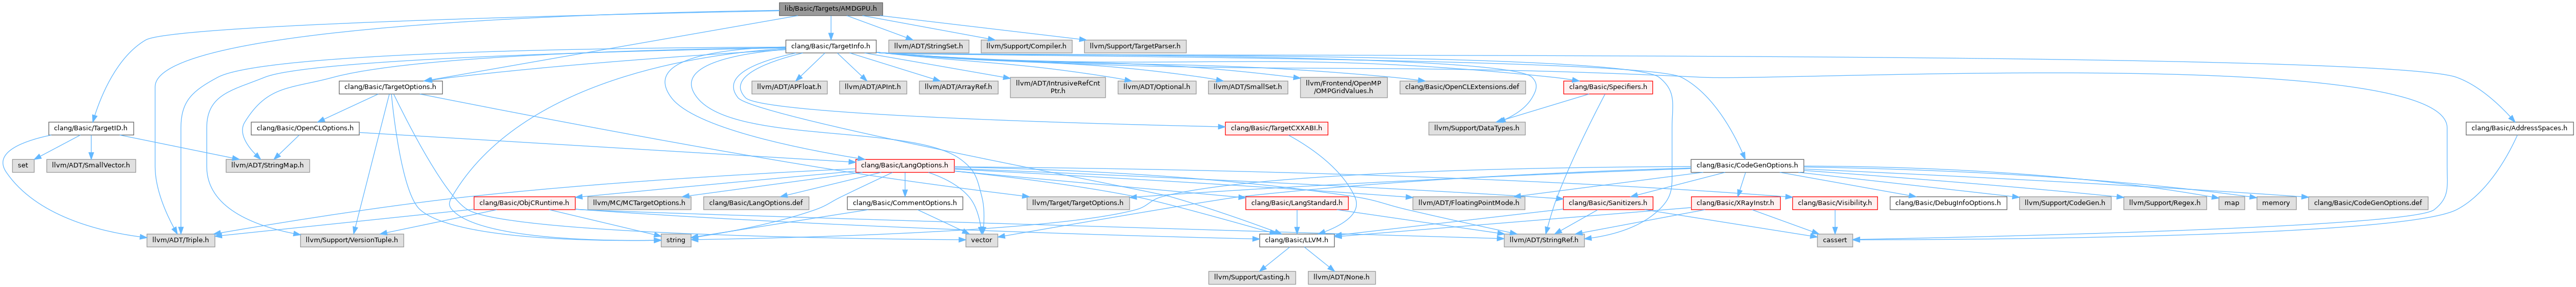 lib/Basic/Targets/AMDGPU.h
clang/Basic/TargetInfo.h
llvm/ADT/StringSet.h
llvm/Support/Compiler.h
llvm/Support/TargetParser.h
clang/Basic/TargetOptions.h
llvm/ADT/APFloat.h
llvm/ADT/APInt.h
llvm/ADT/ArrayRef.h
llvm/ADT/IntrusiveRefCnt
Ptr.h
llvm/ADT/Optional.h
llvm/ADT/SmallSet.h
llvm/Frontend/OpenMP
/OMPGridValues.h
clang/Basic/OpenCLExtensions.def
clang/Basic/Specifiers.h
clang/Basic/TargetID.h
clang/Basic/OpenCLOptions.h
clang/Basic/TargetCXXABI.h
llvm/Support/DataTypes.h
clang/Basic/AddressSpaces.h
set
llvm/ADT/SmallVector.h
llvm/ADT/StringMap.h
clang/Basic/LangOptions.h
clang/Basic/CodeGenOptions.h
clang/Basic/ObjCRuntime.h
llvm/MC/MCTargetOptions.h
clang/Basic/LangOptions.def
clang/Basic/CommentOptions.h
llvm/Target/TargetOptions.h
clang/Basic/LangStandard.h
llvm/ADT/FloatingPointMode.h
clang/Basic/Sanitizers.h
clang/Basic/XRayInstr.h
clang/Basic/Visibility.h
clang/Basic/DebugInfoOptions.h
llvm/Support/CodeGen.h
llvm/Support/Regex.h
map
memory
clang/Basic/CodeGenOptions.def
llvm/ADT/Triple.h
llvm/Support/VersionTuple.h
string
vector
clang/Basic/LLVM.h
llvm/ADT/StringRef.h
cassert
llvm/Support/Casting.h
llvm/ADT/None.h